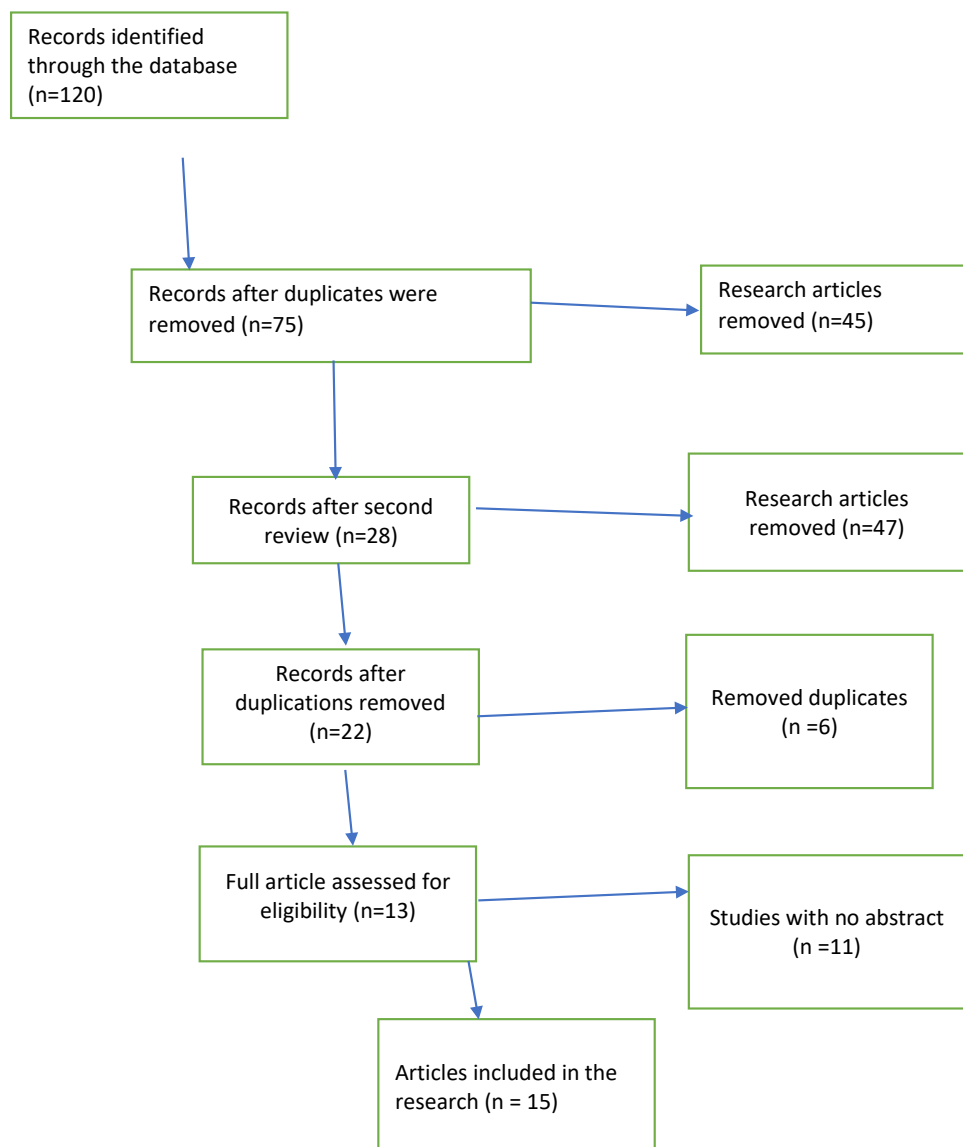 Records identified
through the database
(n=120)
Records after duplicates were
removed (n=75)
Research articles
removed (n=45)
Records after second
review (n=28)
Research articles
removed (n=47)
Records after
duplications removed
(n=22)
Removed duplicates
(n =6)
Full article assessed for
eligibility (n=13)
Studies with no abstract
(n =11)
Articles included in the
research (n = 15)